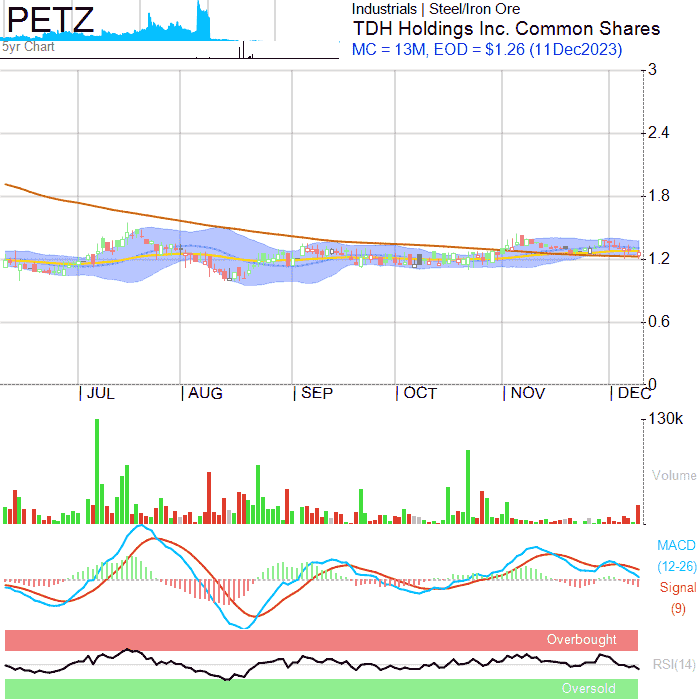 PETZ
5yr Chart
Industrials | Steel/Iron Ore
TDH Holdings Inc. Common Shares
MC = 13M, EOD = $1.26 (11Dec2023)
3
2.4
1.8
1.2
0.6
0
JUL AUG SEP OCT NOV DEC
130k
Volume
MACD
(12-26)
Signal
(9)
Overbought
RSI(14)
Oversold